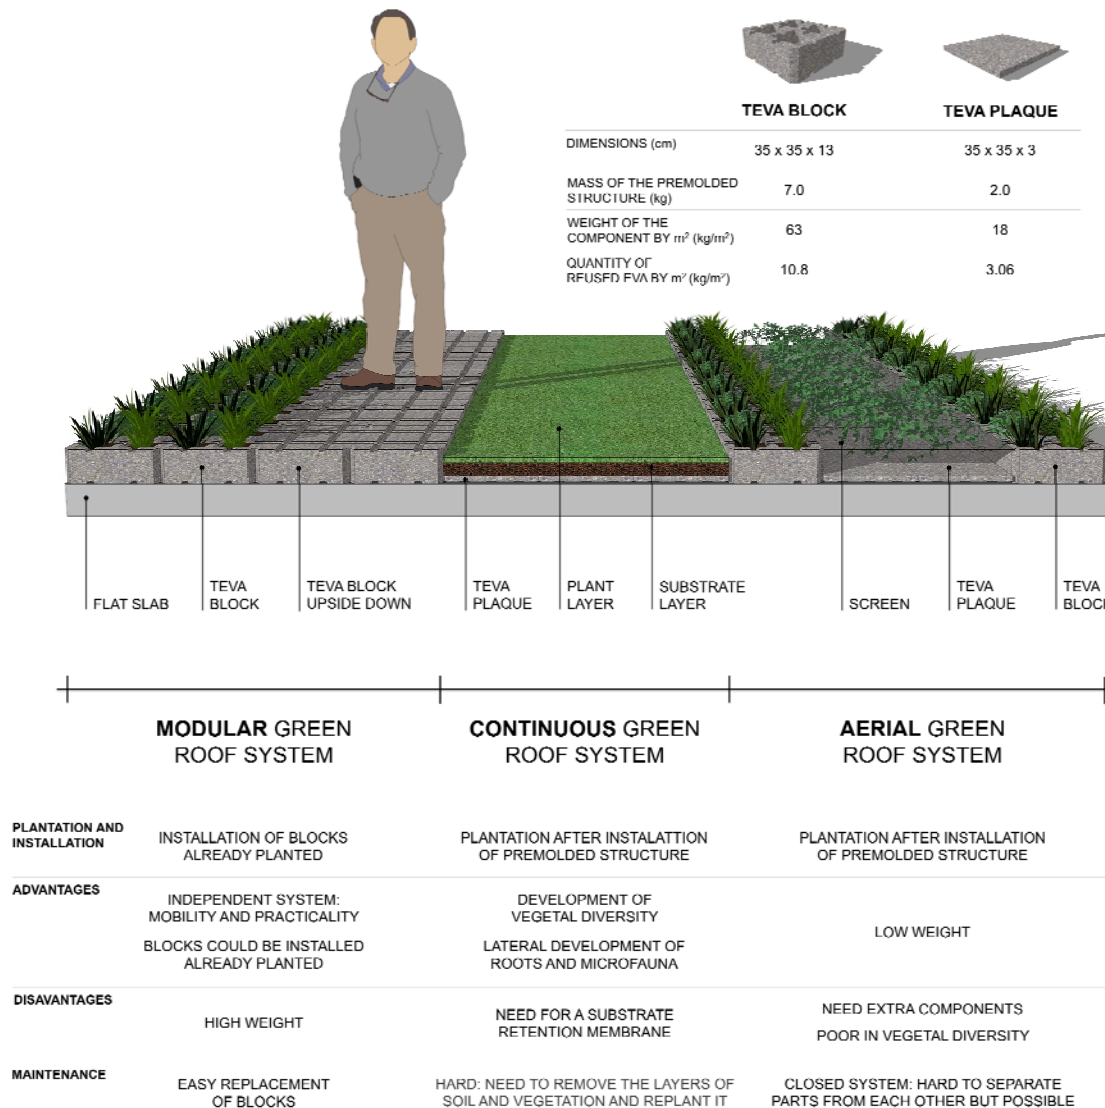 TEVA BLOCK
TEVA PLAQUE
DIMENSIONS (cm)
35 x 35 x 13
35 x 35 x 3
MASS OF THE PREMOLDED
STRUCTURE (kg)
7.0
2.0
WEIGHT OF THE
COMPONENT BY m² (kg/m²)
63
18
QUANTITY OF
REUSED EVA BY m² (kg/m²)
10.8
3.06
FLAT SLAB
TEVA
BLOCK
TEVA BLOCK
UPSIDE DOWN
TEVA
PLAQUE
PLANT
LAYER
SUBSTRATE
LAYER
SCREEN
TEVA
PLAQUE
TEVA
BLOCK
MODULAR GREEN
ROOF SYSTEM
CONTINUOUS GREEN
ROOF SYSTEM
AERIAL GREEN
ROOF SYSTEM
PLANTATION AND
INSTALLATION
INSTALLATION OF BLOCKS
ALREADY PLANTED
PLANTATION AFTER INSTALATTION
OF PREMOLDED STRUCTURE
PLANTATION AFTER INSTALLATION
OF PREMOLDED STRUCTURE
ADVANTAGES
INDEPENDENT SYSTEM:
MOBILITY AND PRACTICALITY
BLOCKS COULD BE INSTALLED
ALREADY PLANTED
DEVELOPMENT OF
VEGETAL DIVERSITY
LATERAL DEVELOPMENT OF
ROOTS AND MICROFAUNA
LOW WEIGHT
DISAVANTAGES
HIGH WEIGHT
NEED FOR A SUBSTRATE
RETENTION MEMBRANE
NEED EXTRA COMPONENTS
POOR IN VEGETAL DIVERSITY
MAINTENANCE
EASY REPLACEMENT
OF BLOCKS
HARD: NEED TO REMOVE THE LAYERS OF
SOIL AND VEGETATION AND REPLANT IT
CLOSED SYSTEM: HARD TO SEPARATE
PARTS FROM EACH OTHER BUT POSSIBLE